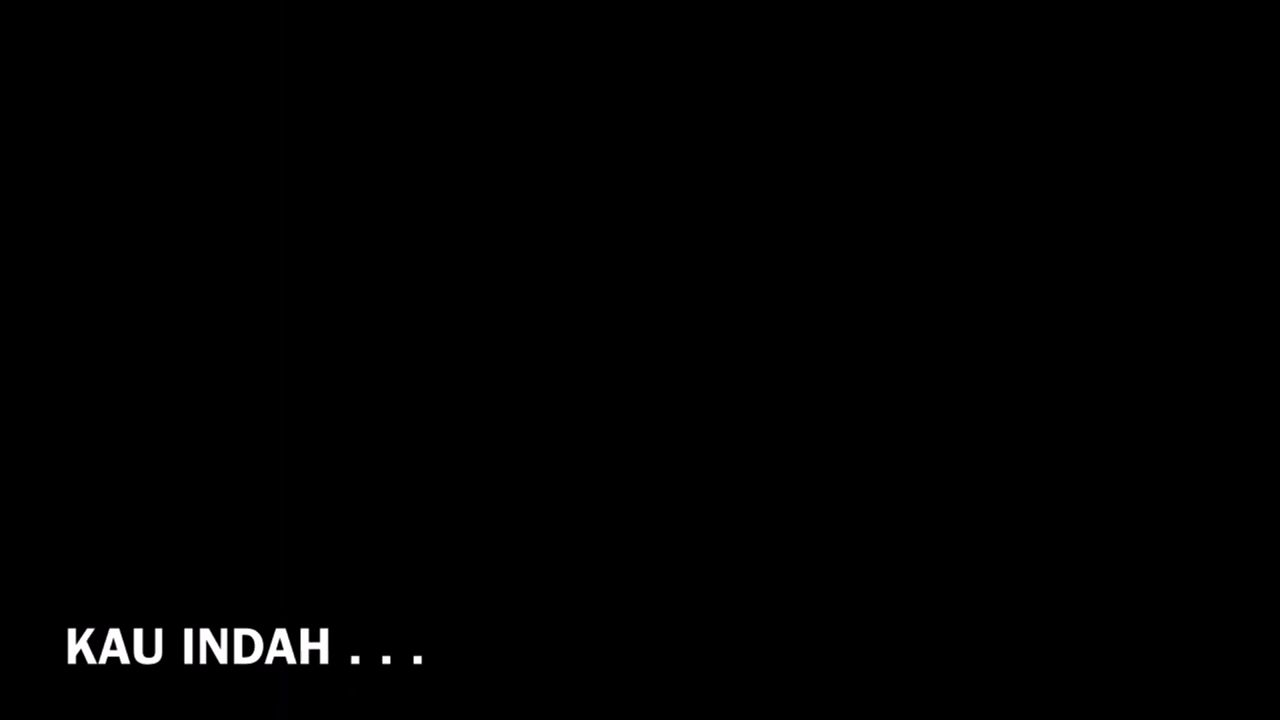 KAU INDAH . . .